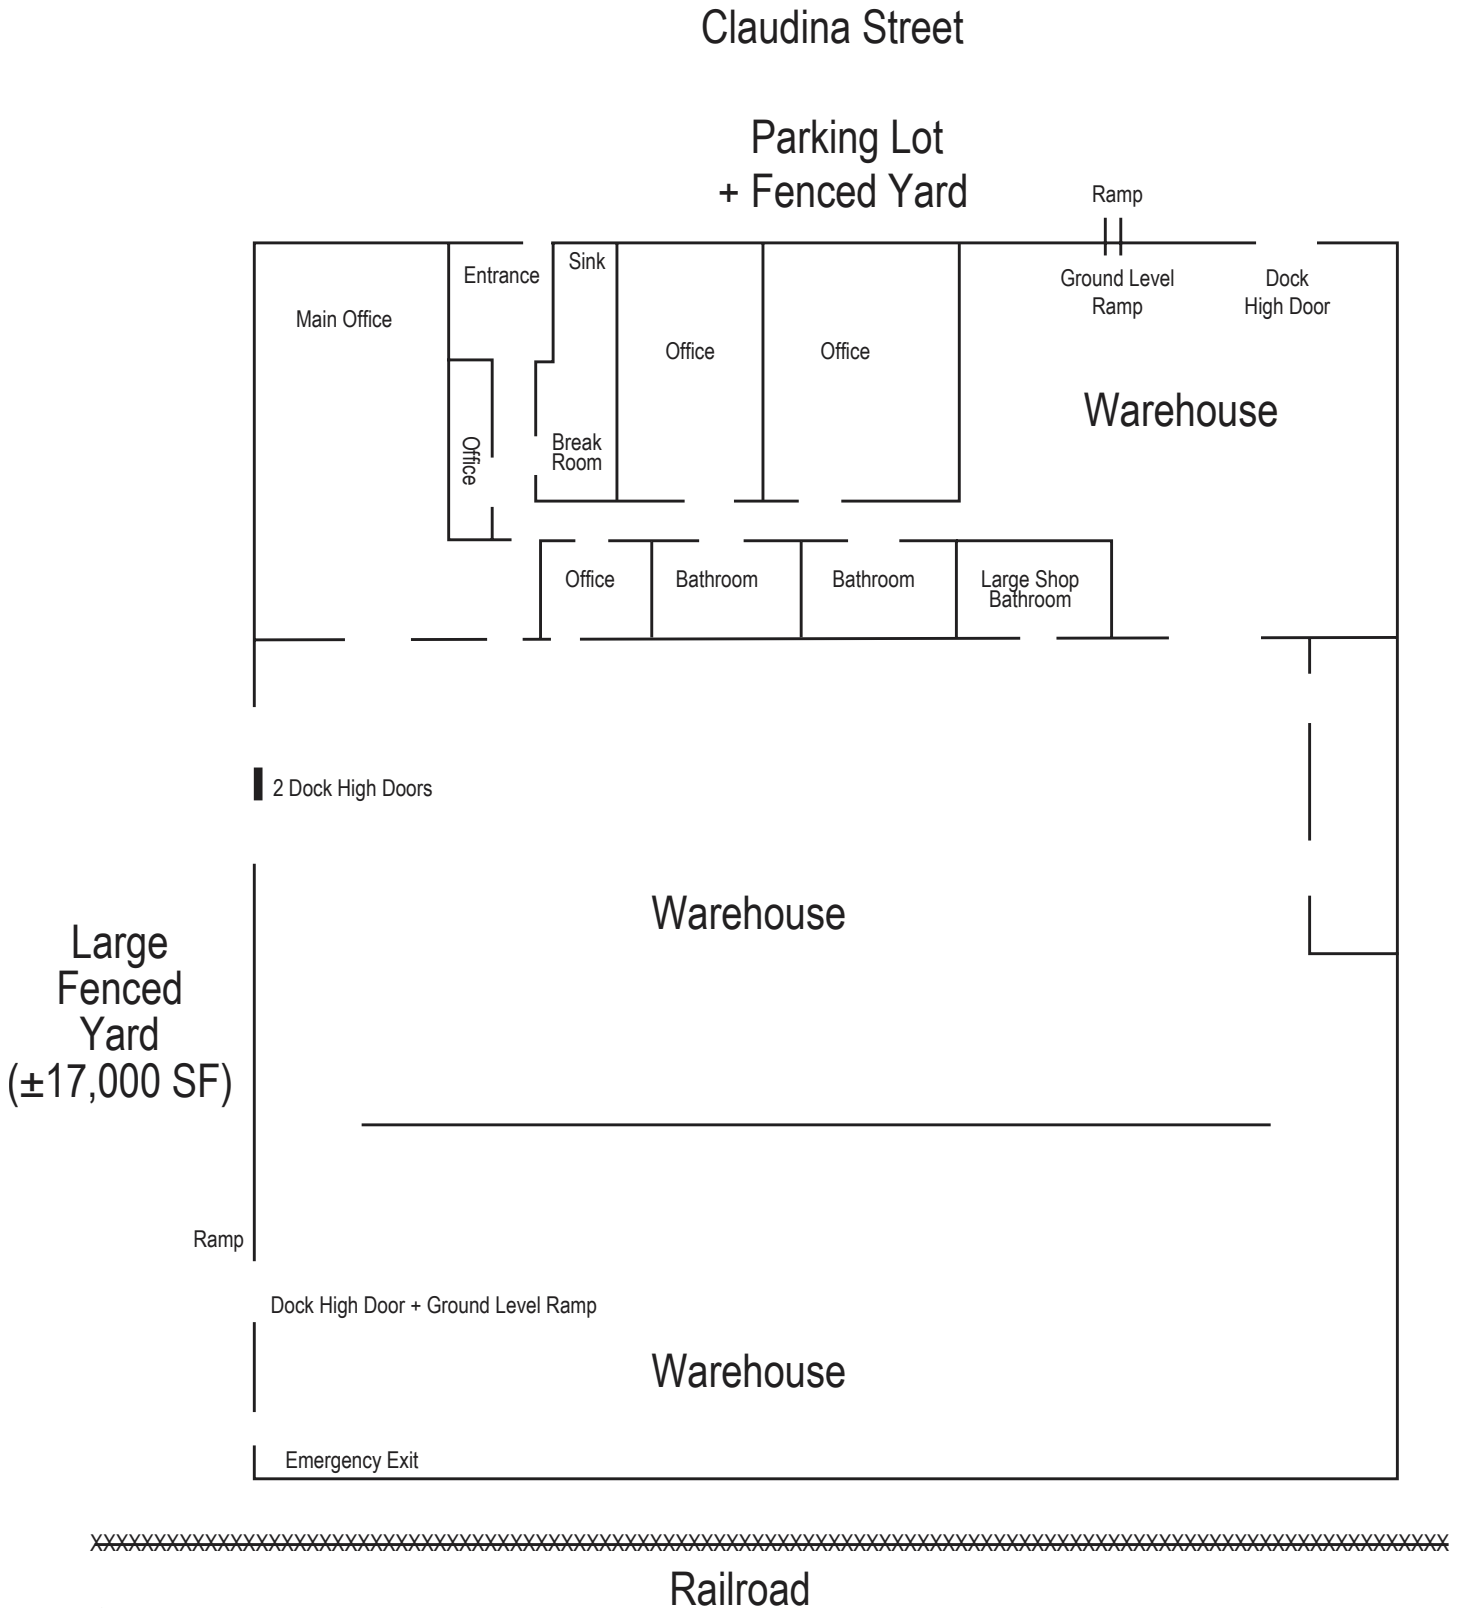 Claudina Street
Parking Lot
+ Fenced Yard
Ramp
Entrance
Sink
Ground Level
Ramp
Dock
High Door
Main Office
Office
Office
Warehouse
Office
Break
Room
Office
Bathroom
Bathroom
Large Shop
Bathroom
2 Dock High Doors
Warehouse
Large
Fenced
Yard
(±17,000 SF)
Ramp
Dock High Door + Ground Level Ramp
Warehouse
Emergency Exit
Railroad